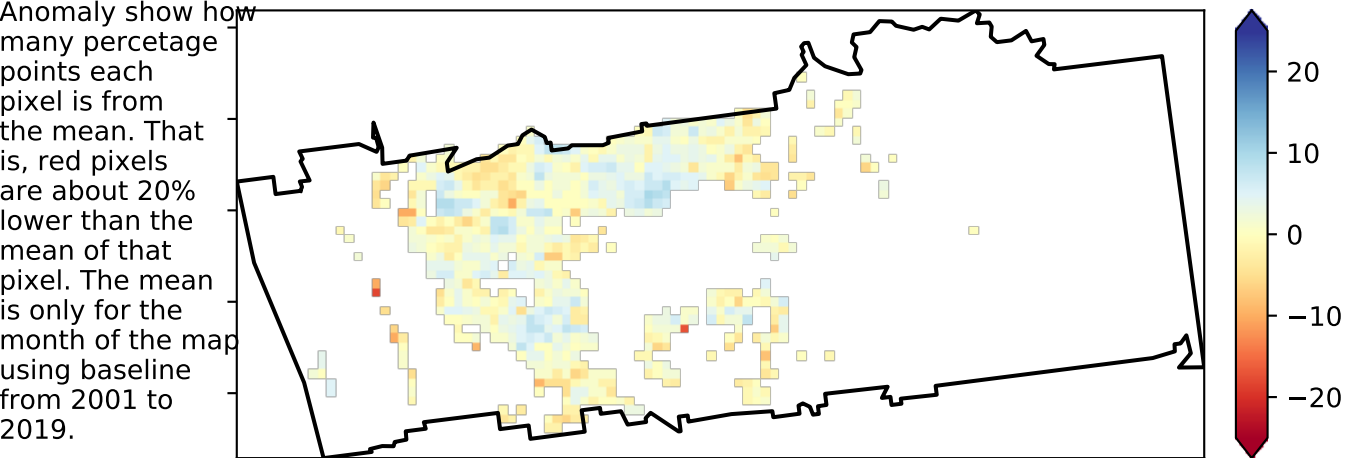 Anomaly show how
many percetage
points each
pixel is from
the mean. That
is, red pixels
are about 20%
lower than the
mean of that
pixel. The mean
is only for the
month of the map
using baseline
from 2001 to
2019.
20
10
0
−10
−20